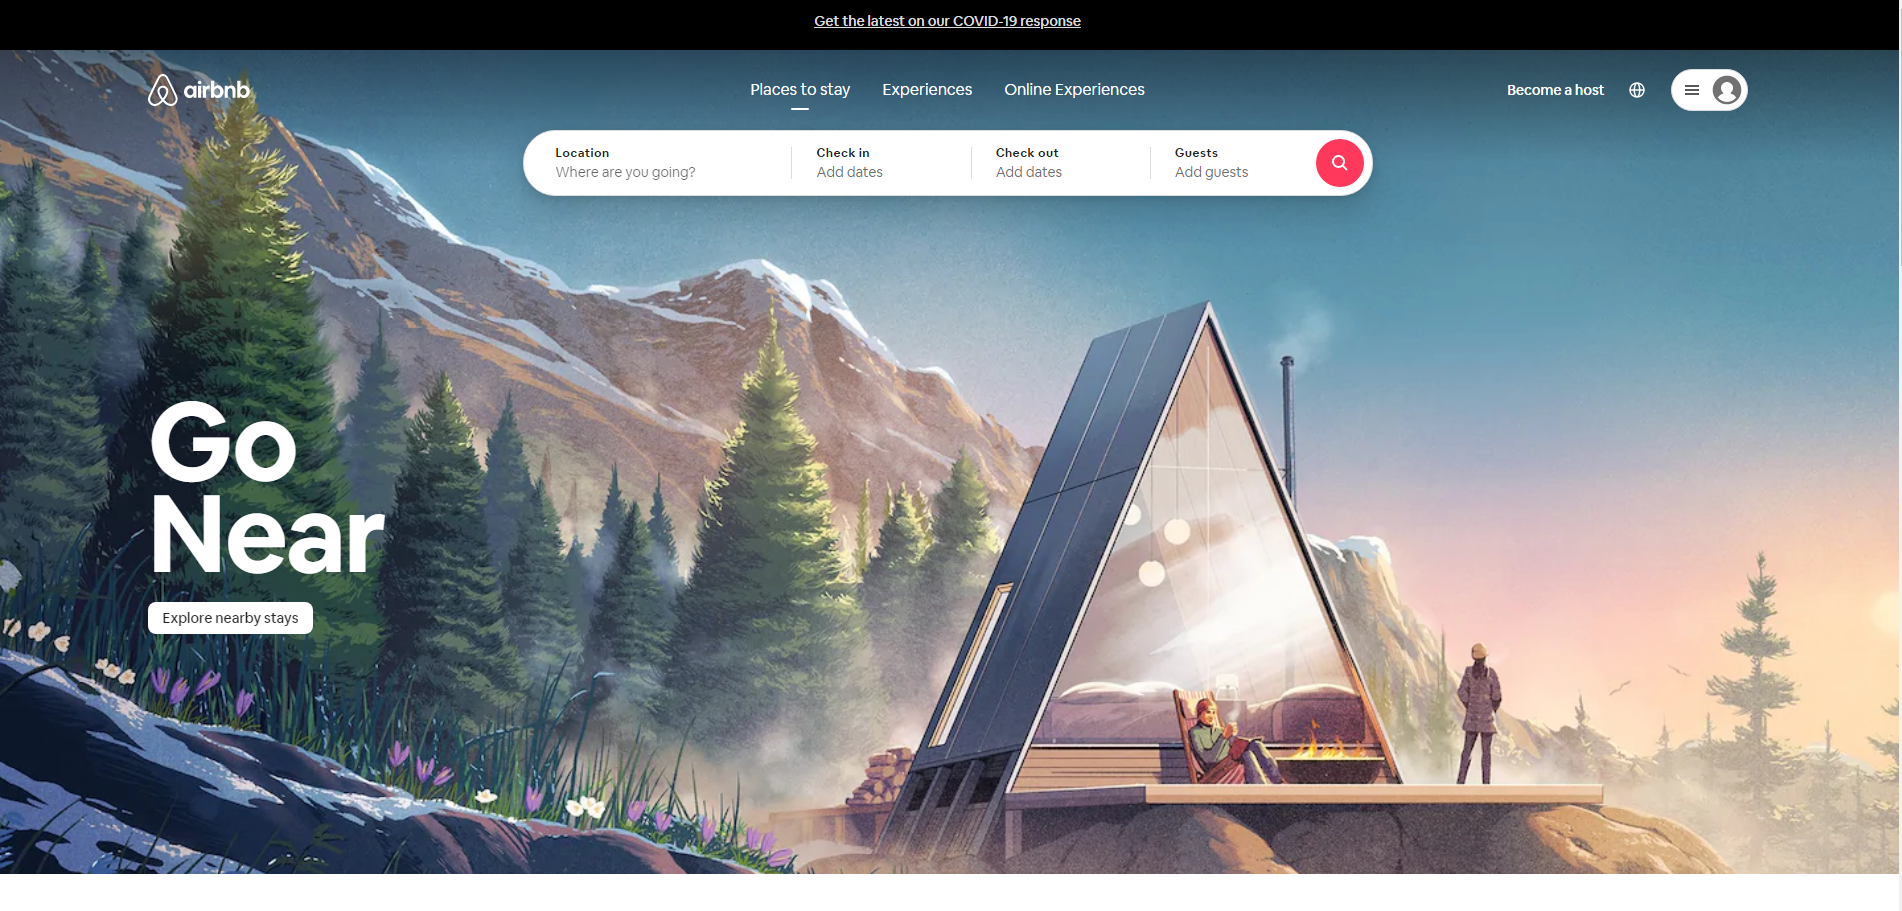 Get the latest on our COVID-19 response
airbnb
Places to stay
Experiences
Online Experiences
Become a host
Location
Where are you going?
Check in
Add dates
Check out
Add dates
Guests
Add guests
Go
Near
Explore nearby stays